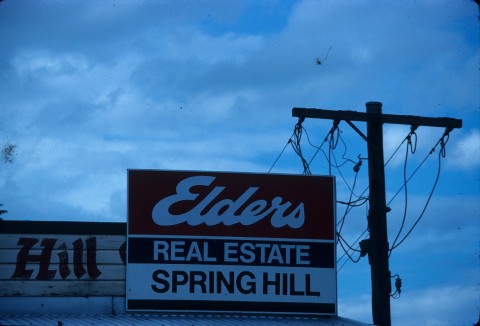 Elders
REAL ESTATE
SPRING HILL
Hill